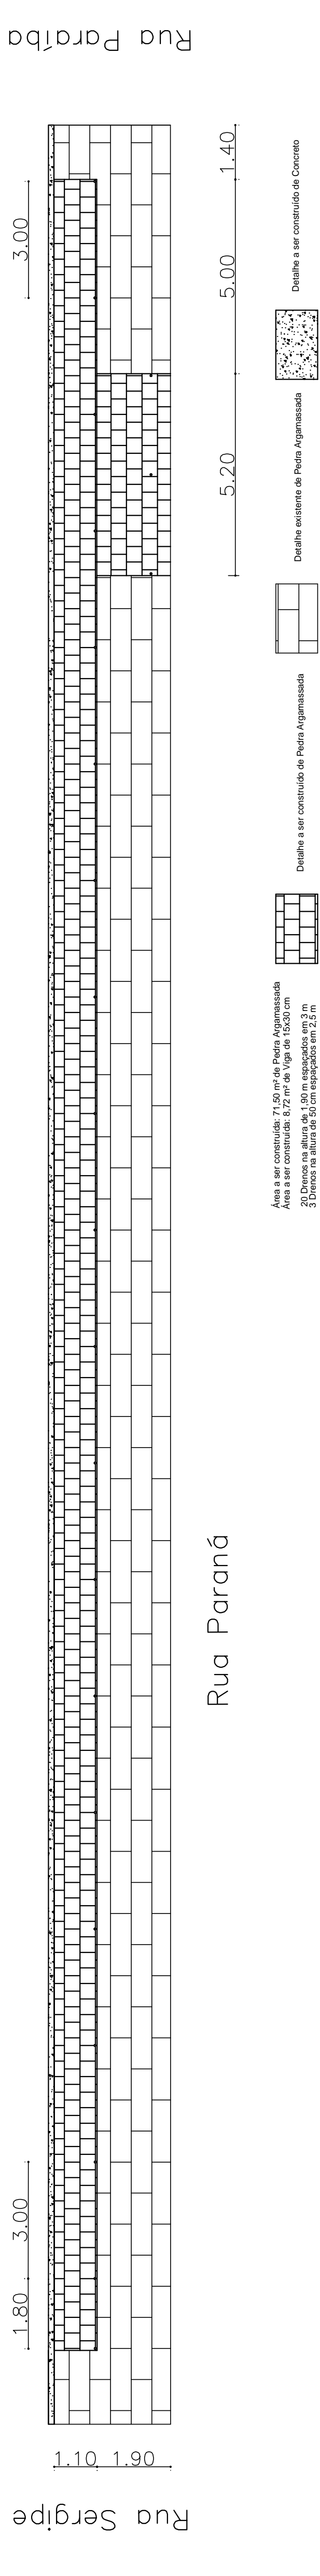 Rua Paraíba
3.00
1.40
5.00
5.20
Detalhe a ser construído de Concreto
Detalhe existente de Pedra Argamassada
Detalhe a ser construído de Pedra Argamassada
Área a ser construída: 71,50 m² de Pedra Argamassada
Área a ser construída: 8,72 m² de Viga de 15x30 cm
20 Drenos na altura de 1,90 m espaçados em 3 m
3 Drenos na altura de 50 cm espaçados em 2,5 m
Rua Paraná
3.00
1.80
1.10
1.90
Rua Sergipe